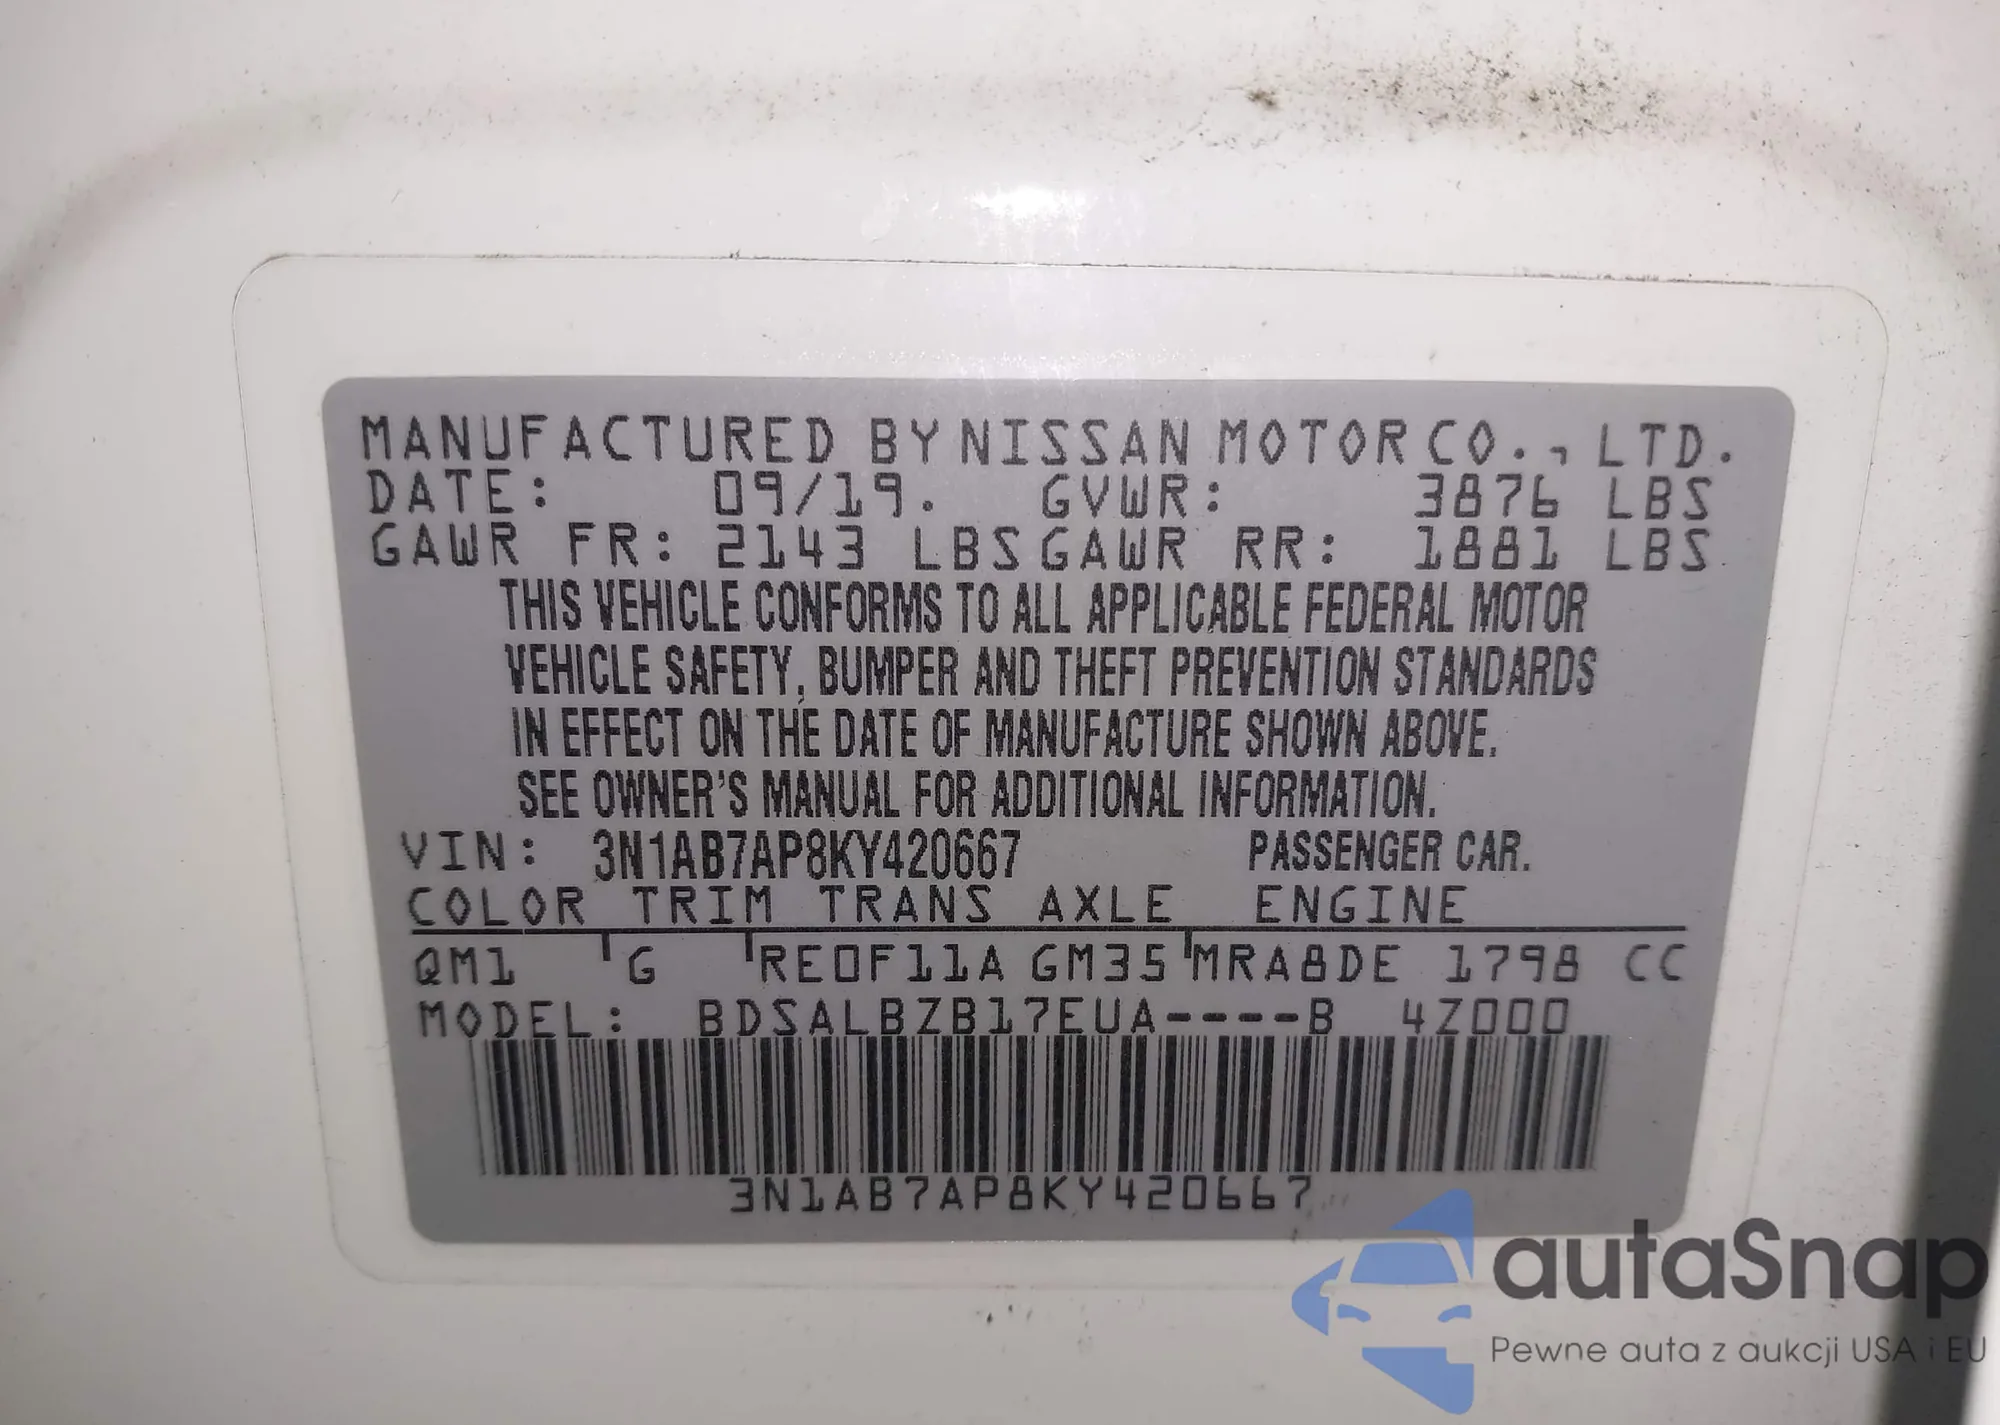 MANUFACTURED BY NISSAN MOTOR CO., LTD.
DATE: 09/19. GVWR: 3876 LBS
GAWR FR: 2143 LBS GAWR RR: 1881 LBS
THIS VEHICLE CONFORMS TO ALL APPLICABLE FEDERAL MOTOR
VEHICLE SAFETY, BUMPER AND THEFT PREVENTION STANDARDS
IN EFFECT ON THE DATE OF MANUFACTURE SHOWN ABOVE.
SEE OWNER'S MANUAL FOR ADDITIONAL INFORMATION.
VIN: 3N1AB7AP8KY420667 PASSENGER CAR.
COLOR TRIM TRANS AXLE ENGINE
QM1 G RE0F11A GM35 MRA8DE 1798 CC
MODEL: BDSALBZB17EUA----B 4Z000
3N1AB7AP8KY420667
autaSnap
Pewne auta z aukcji USA i EU